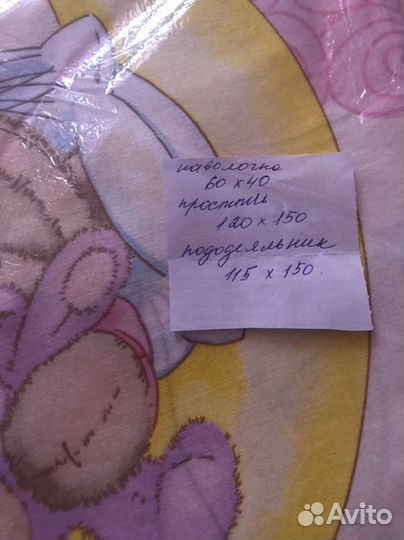 наволочка
60 х 40
простынь
120 х 150
пододеяльник
115 х 150.
Avito